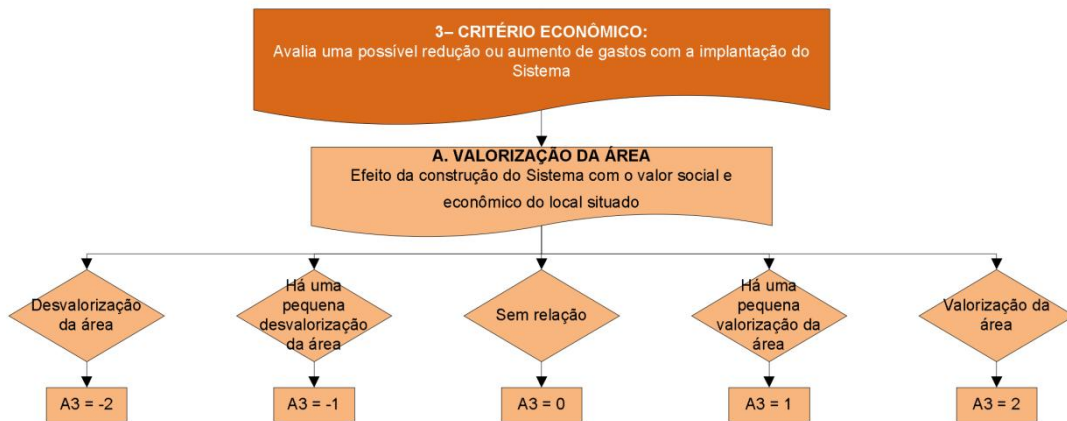 3– CRITÉRIO ECONÔMICO:
Avalia uma possível redução ou aumento de gastos com a implantação do
Sistema
A. VALORIZAÇÃO DA ÁREA
Efeito da construção do Sistema com o valor social e
econômico do local situado
Desvalorização
da área
Há uma
pequena
desvalorização
da área
Sem relação
Há uma
pequena
valorização da
área
Valorização da
área
A3 = -2
A3 = -1
A3 = 0
A3 = 1
A3 = 2